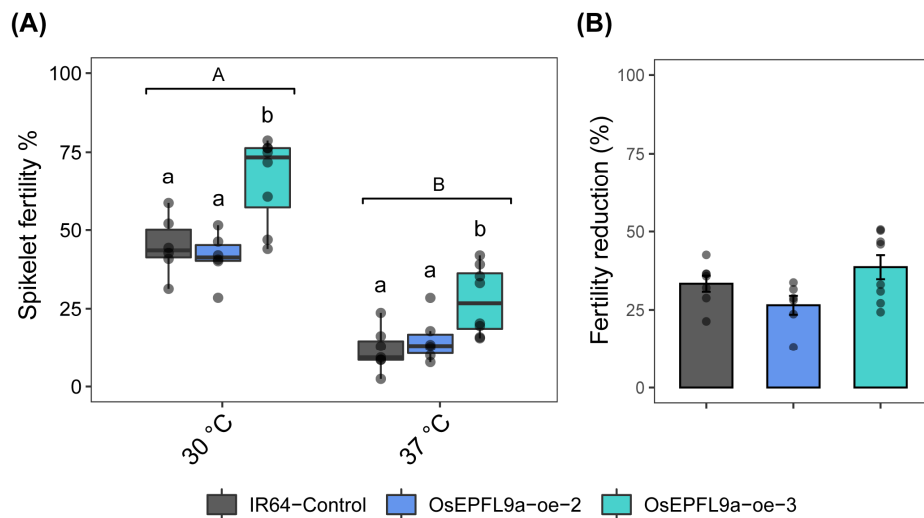 (A)
(B)
Spikelet fertility %
100
75
50
25
0
A
a
a
b
B
a
a
b
30 °C
37 °C
Fertility reduction (%)
100
75
50
25
0
IR64−Control
OsEPFL9a−oe−2
OsEPFL9a−oe−3